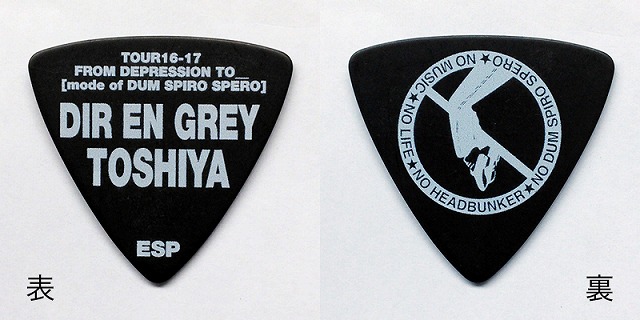 TOUR16-17
FROM DEPRESSION TO__
[mode of DUM SPIRO SPERO]
DIR EN GREY
TOSHIYA
ESP
表
NO MUSIC★NO LIFE★NO HEADBUNKER★NO DUM SPIRO SPERO★
裏